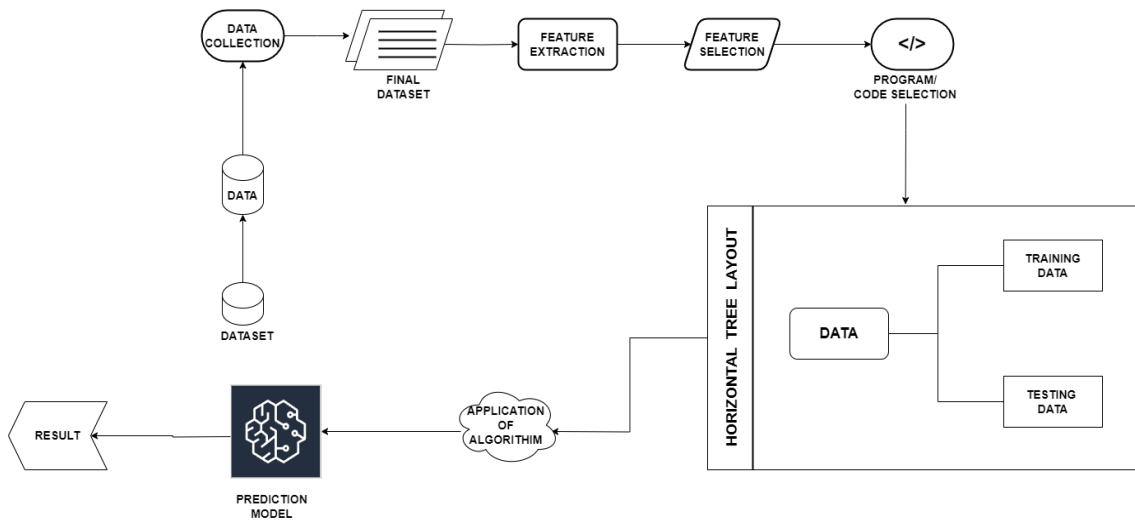 DATA
COLLECTION
FINAL
DATASET
FEATURE
EXTRACTION
FEATURE
SELECTION
</>
PROGRAM/
CODE SELECTION
DATA
DATASET
HORIZONTAL TREE LAYOUT
DATA
TRAINING
DATA
TESTING
DATA
APPLICATION
OF
ALGORITHIM
PREDICTION
MODEL
RESULT